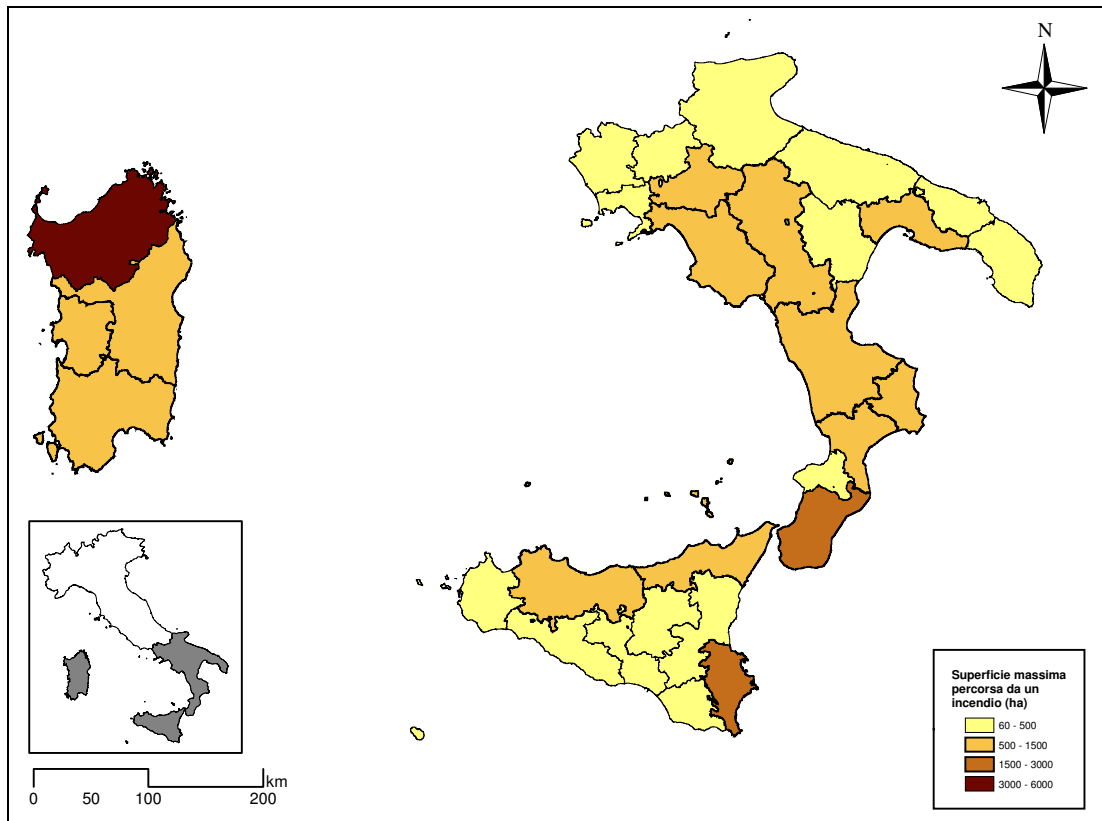 N
Superficie massima
percorsa da un
incendio (ha)
60 - 500
500 - 1500
1500 - 3000
3000 - 6000
km
0 50 100 200